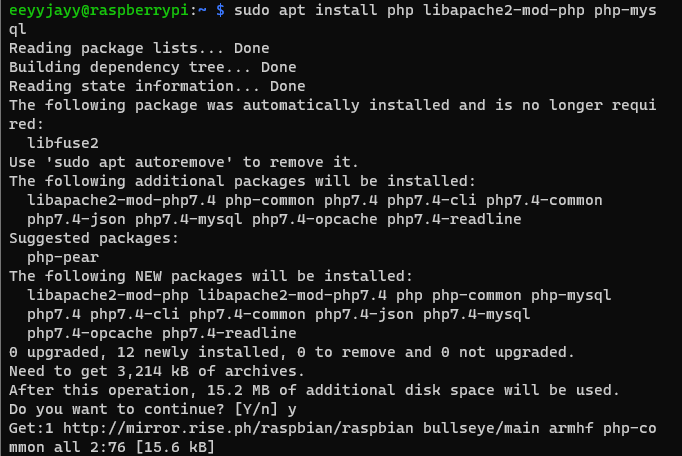 eeyyjayy@raspberrypi:~ $ sudo apt install php libapache2-mod-php php-mys
ql
Reading package lists... Done
Building dependency tree... Done
Reading state information... Done
The following package was automatically installed and is no longer requi
red:
  libfuse2
Use 'sudo apt autoremove' to remove it.
The following additional packages will be installed:
  libapache2-mod-php7.4 php-common php7.4 php7.4-cli php7.4-common
  php7.4-json php7.4-mysql php7.4-opcache php7.4-readline
Suggested packages:
  php-pear
The following NEW packages will be installed:
  libapache2-mod-php libapache2-mod-php7.4 php php-common php-mysql
  php7.4 php7.4-cli php7.4-common php7.4-json php7.4-mysql
  php7.4-opcache php7.4-readline
0 upgraded, 12 newly installed, 0 to remove and 0 not upgraded.
Need to get 3,214 kB of archives.
After this operation, 15.2 MB of additional disk space will be used.
Do you want to continue? [Y/n] y
Get:1 http://mirror.rise.ph/raspbian/raspbian bullseye/main armhf php-co
mmon all 2:76 [15.6 kB]